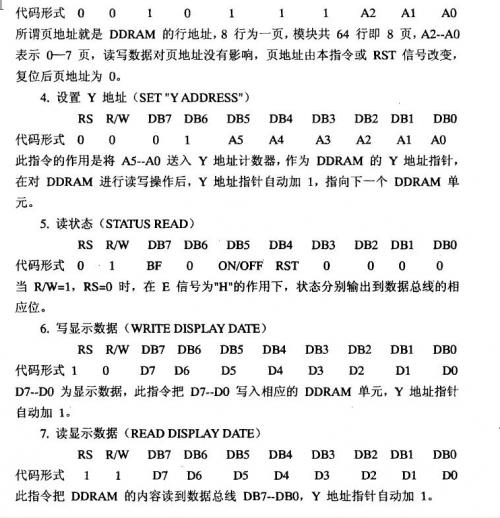 代码形式 0 0 1 0 1 1 1 A2 A1 A0
所谓页地址就是 DDRAM 的行地址，8 行为一页，模块共 64 行即 8 页，A2--A0
表示 0—7 页，读写数据对页地址没有影响，页地址由本指令或 RST 信号改变，
复位后页地址为 0。
4. 设置 Y 地址（SET "Y ADDRESS"）
RS R/W DB7 DB6 DB5 DB4 DB3 DB2 DB1 DB0
代码形式 0 0 0 1 A5 A4 A3 A2 A1 A0
此指令的作用是将 A5--A0 送入 Y 地址计数器，作为 DDRAM 的 Y 地址指针，
在对 DDRAM 进行读写操作后，Y 地址指针自动加 1，指向下一个 DDRAM 单
元。
5. 读状态（STATUS READ）
RS R/W DB7 DB6 DB5 DB4 DB3 DB2 DB1 DB0
代码形式 0 1 BF 0 ON/OFF RST 0 0 0 0
当 R/W=1，RS=0 时，在 E 信号为"H"的作用下，状态分别输出到数据总线的相
应位。
6. 写显示数据（WRITE DISPLAY DATE）
RS R/W DB7 DB6 DB5 DB4 DB3 DB2 DB1 DB0
代码形式 1 0 D7 D6 D5 D4 D3 D2 D1 D0
D7--D0 为显示数据，此指令把 D7--D0 写入相应的 DDRAM 单元，Y 地址指针
自动加 1。
7. 读显示数据（READ DISPLAY DATE）
RS R/W DB7 DB6 DB5 DB4 DB3 DB2 DB1 DB0
代码形式 1 1 D7 D6 D5 D4 D3 D2 D1 D0
此指令把 DDRAM 的内容读到数据总线 DB7--DB0，Y 地址指针自动加 1。